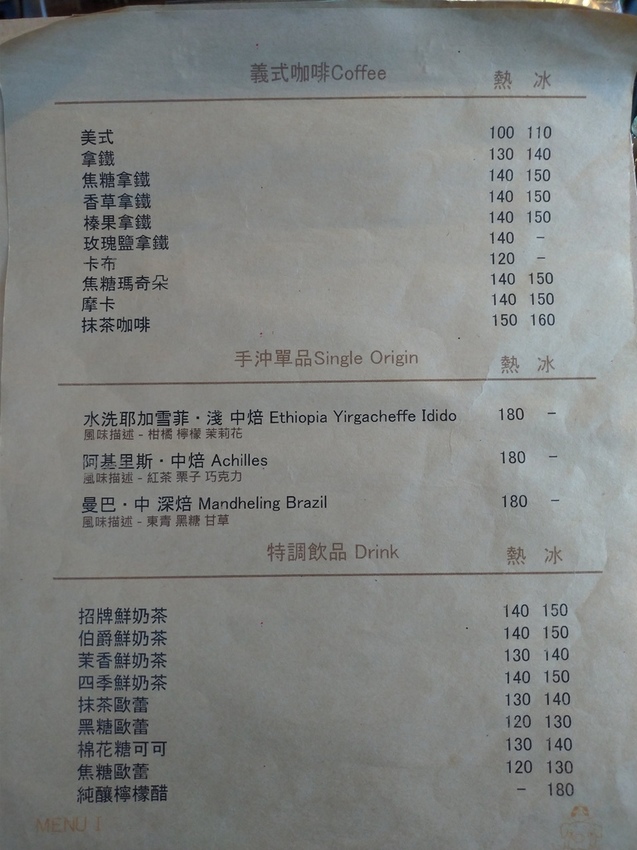 義式咖啡Coffee 熱 冰
美式 100 110
拿鐵 130 140
焦糖拿鐵 140 150
香草拿鐵 140 150
榛果拿鐵 140 150
玫瑰鹽拿鐵 140 -
卡布 120 -
焦糖瑪奇朵 140 150
摩卡 140 150
抹茶咖啡 150 160
手沖單品Single Origin 熱 冰
水洗耶加雪菲·淺 中焙 Ethiopia Yirgacheffe Idido 180 -
風味描述 - 柑橘 檸檬 茉莉花
阿基里斯·中焙 Achilles 180 -
風味描述 - 紅茶 栗子 巧克力
曼巴·中 深焙 Mandheling Brazil 180 -
風味描述 - 東青 黑糖 甘草
特調飲品 Drink 熱 冰
招牌鮮奶茶 140 150
伯爵鮮奶茶 140 150
茉香鮮奶茶 130 140
四季鮮奶茶 140 150
抹茶歐蕾 130 140
黑糖歐蕾 120 130
棉花糖可可 130 140
焦糖歐蕾 120 130
純釀檸檬醋 - 180
MENU I